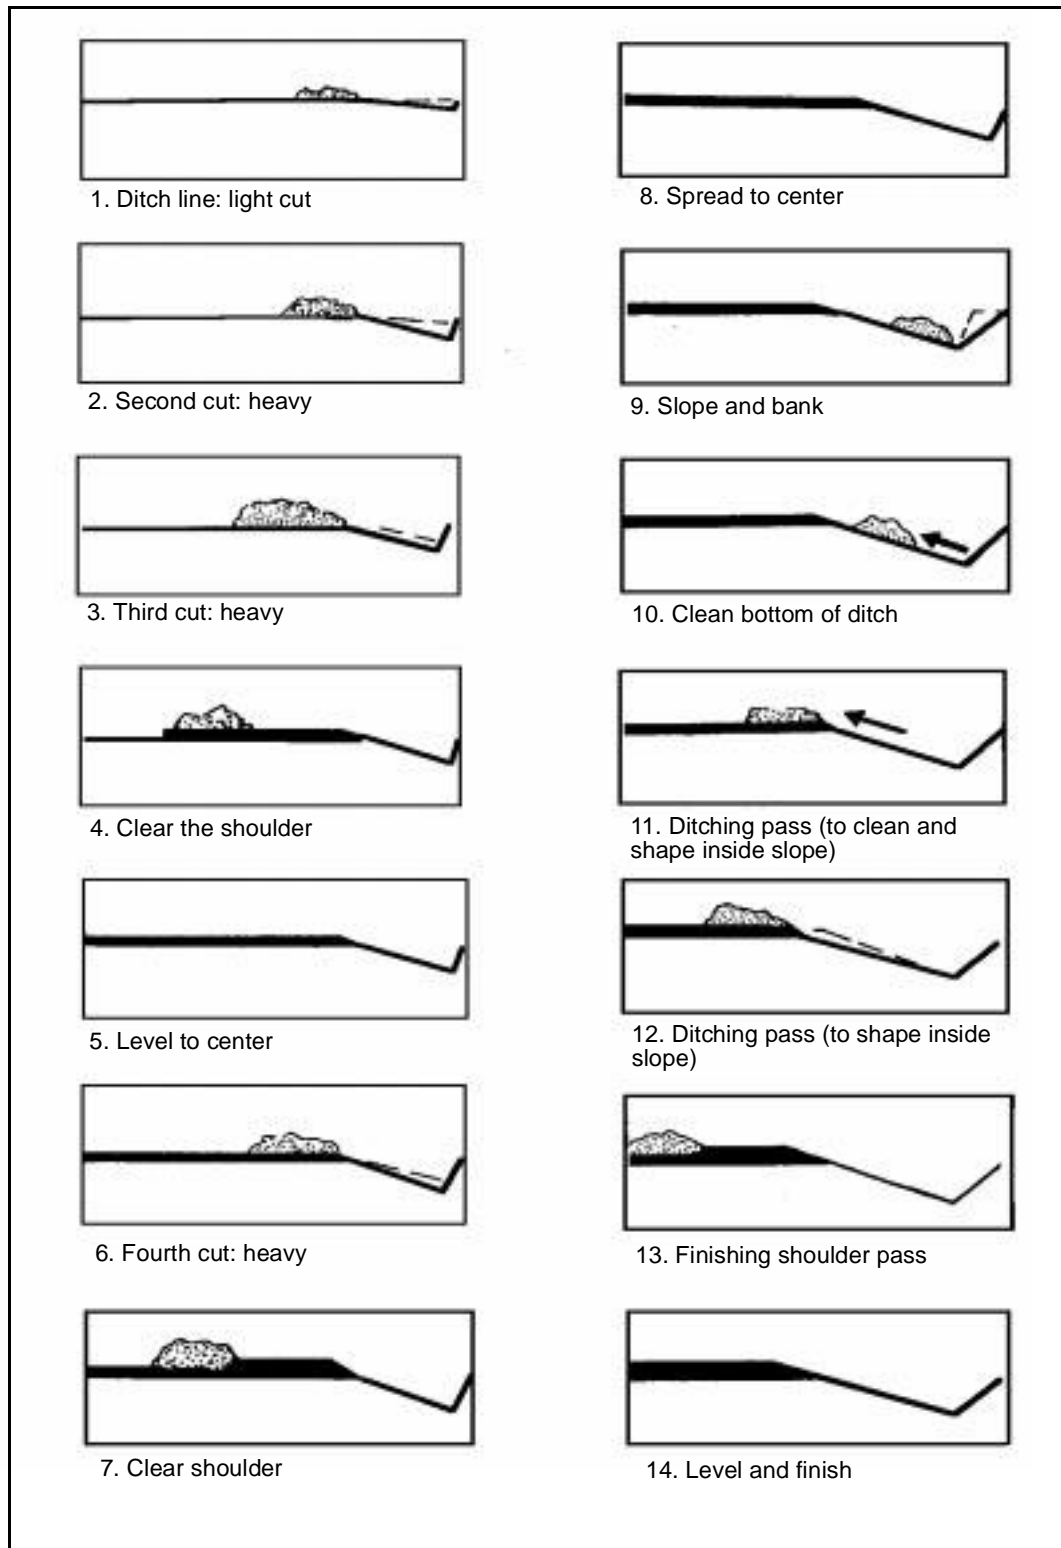 1. Ditch line: light cut
2. Second cut: heavy
3. Third cut: heavy
4. Clear the shoulder
5. Level to center
6. Fourth cut: heavy
7. Clear shoulder
8. Spread to center
9. Slope and bank
10. Clean bottom of ditch
11. Ditching pass (to clean and
shape inside slope)
12. Ditching pass (to shape inside
slope)
13. Finishing shoulder pass
14. Level and finish